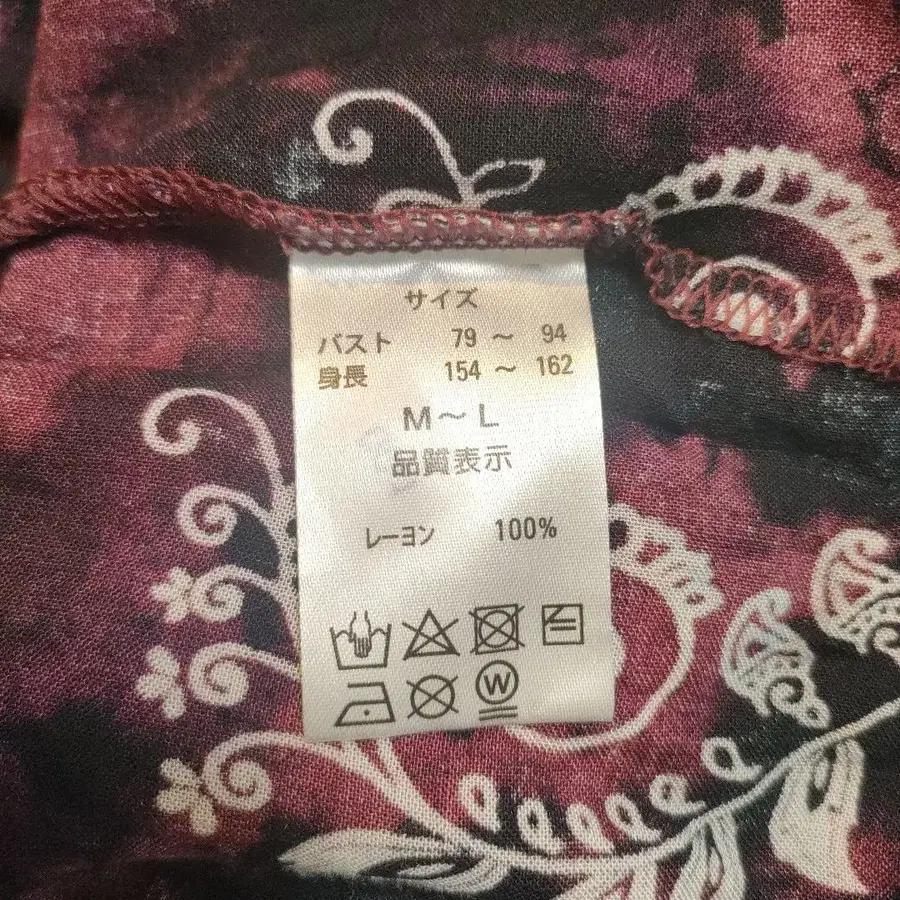 サイズ
バスト 79 ～ 94
身長 154 ～ 162
M～L
品質表示
レーヨン 100%
W